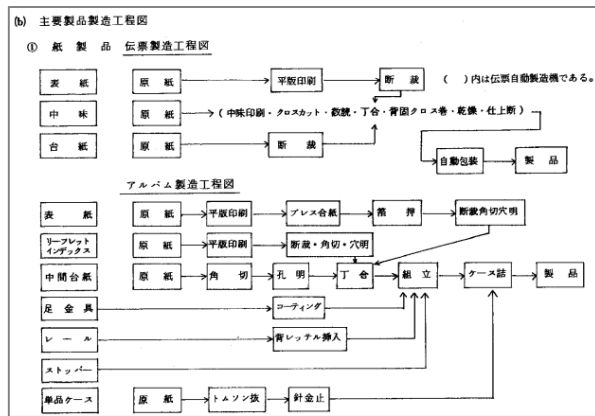 (b) 主要製品製造工程図
① 紙製品 伝票製造工程図
表紙 原紙 平版印刷 断裁 ( )内は伝票自動製造機である。
中味 原紙 (中味印刷・クロスカット・截読・丁合・背固クロス巻・乾燥・仕上断)
台紙 原紙 断裁
自動包装 製品
アルバム製造工程図
表紙 原紙 平版印刷 プレス合紙 箔押 断裁角切穴明
リーフレットインデックス 原紙 平版印刷 断裁・角切・穴明
中間台紙 原紙 角切 孔明 丁合 組立 ケース詰 製品
足金具 コーティング
レール 背レッテル挿入
ストッパー
単品ケース 原紙 トムソン抜 針金止